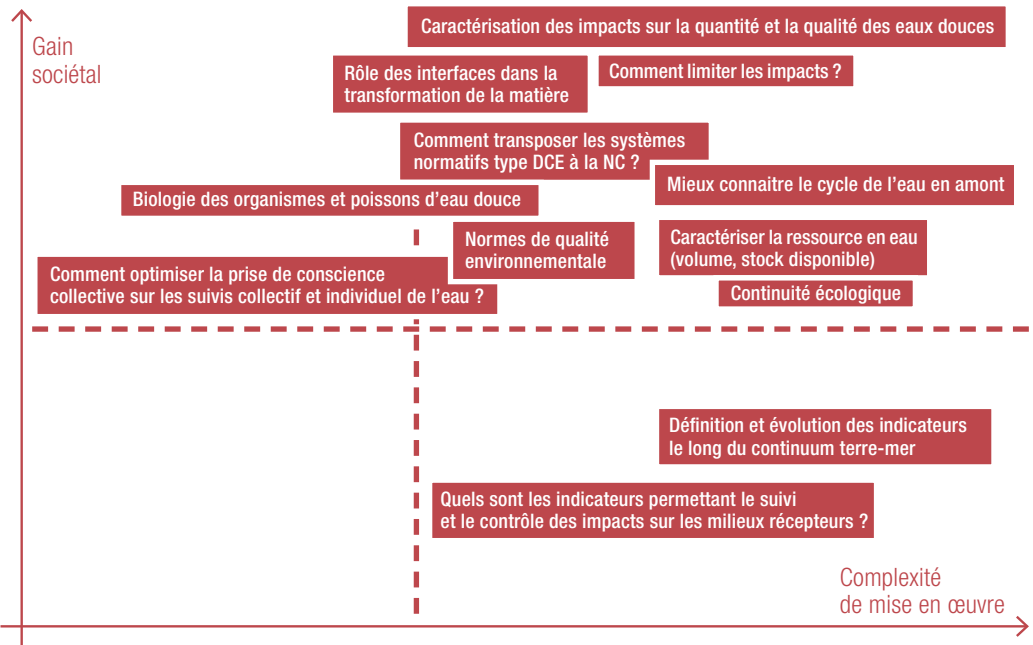 Gain
sociétal
Caractérisation des impacts sur la quantité et la qualité des eaux douces
Rôle des interfaces dans la
transformation de la matière
Comment limiter les impacts ?
Comment transposer les systèmes
normatifs type DCE à la NC ?
Mieux connaitre le cycle de l’eau en amont
Biologie des organismes et poissons d’eau douce
Normes de qualité
environnementale
Caractériser la ressource en eau
(volume, stock disponible)
Comment optimiser la prise de conscience
collective sur les suivis collectif et individuel de l’eau ?
Continuité écologique
Définition et évolution des indicateurs
le long du continuum terre-mer
Quels sont les indicateurs permettant le suivi
et le contrôle des impacts sur les milieux récepteurs ?
Complexité
de mise en œuvre